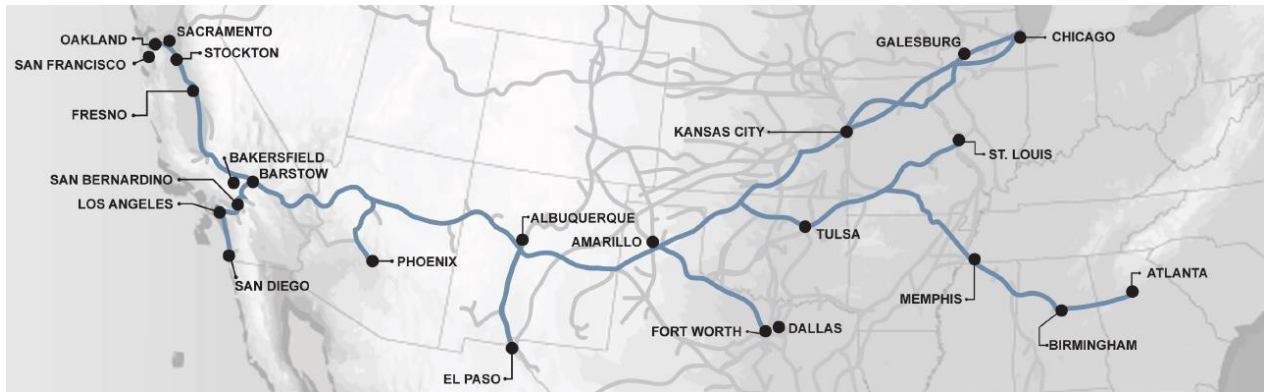 SACRAMENTO
OAKLAND
STOCKTON
SAN FRANCISCO
FRESNO
BAKERSFIELD
SAN BERNARDINO
BARSTOW
LOS ANGELES
SAN DIEGO
PHOENIX
ALBUQUERQUE
EL PASO
AMARILLO
FORT WORTH
DALLAS
TULSA
KANSAS CITY
GALESBURG
CHICAGO
ST. LOUIS
MEMPHIS
BIRMINGHAM
ATLANTA